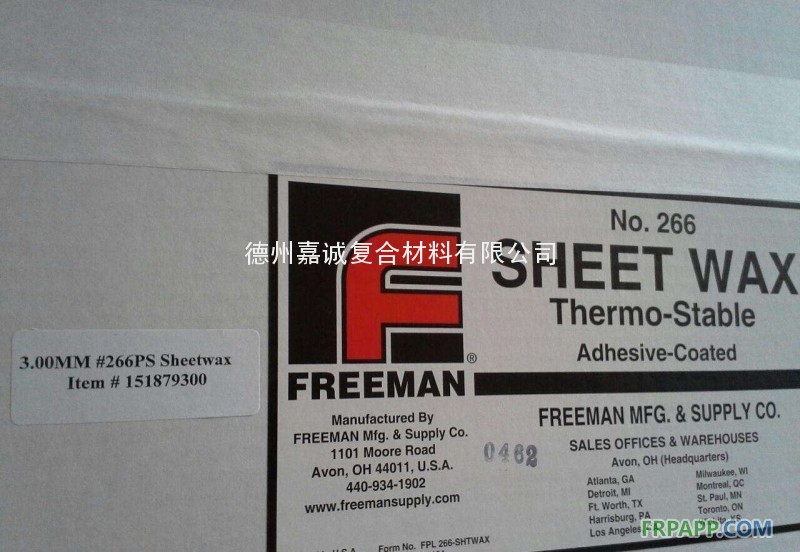 No. 266
SHEET WAX
Thermo-Stable
Adhesive-Coated
德州嘉诚复合材料有限公司
3.00MM #266PS Sheetwax
Item # 151879300
F
®
FREEMAN
Manufactured By
FREEMAN Mfg. & Supply Co.
1101 Moore Road
Avon, OH 44011, U.S.A.
440-934-1902
www.freemansupply.com
0462
FREEMAN MFG. & SUPPLY CO.
SALES OFFICES & WAREHOUSES
Avon, OH (Headquarters)
Atlanta, GA
Detroit, MI
Ft. Worth, TX
Harrisburg, PA
Los Angeles
Milwaukee, WI
Montreal, QC
St. Paul, MN
Toronto, ON
KS
U.S.A.
Form No. FPL 266-SHTWAX
FRPAPP.COM